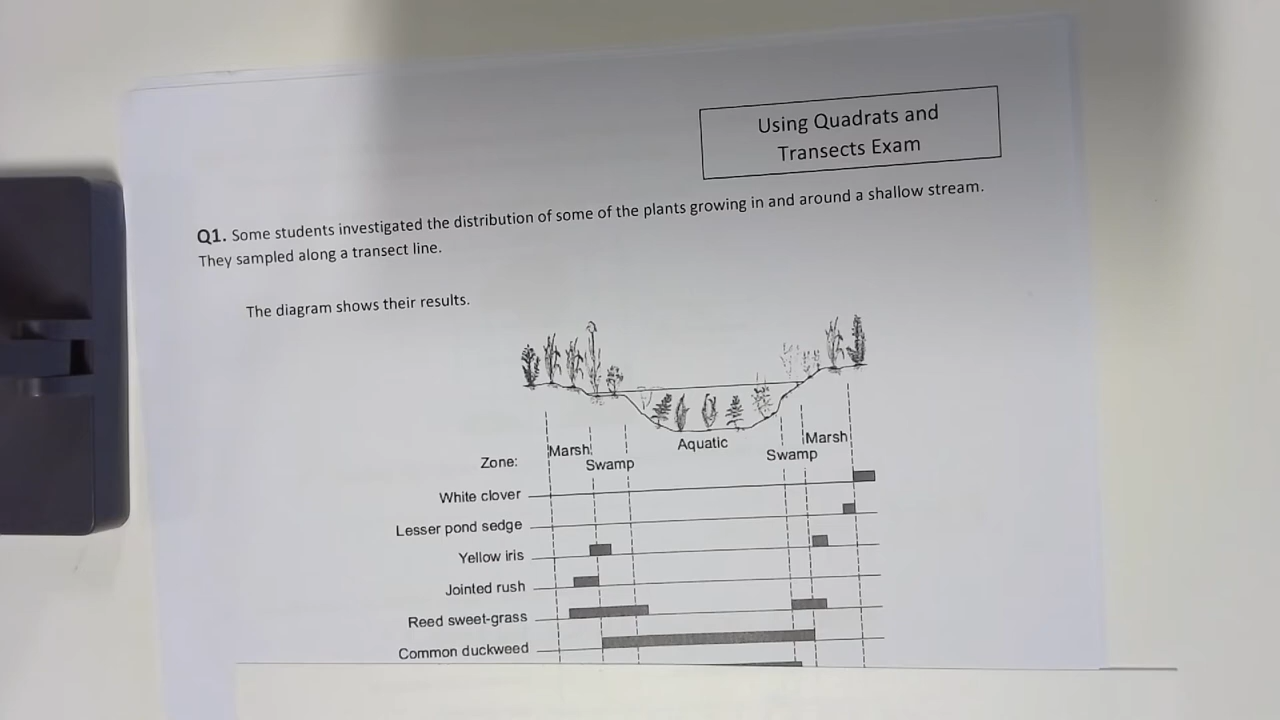 Using Quadrats and
Transects Exam
Q1. Some students investigated the distribution of some of the plants growing in and around a shallow stream.
They sampled along a transect line.
The diagram shows their results.
Zone:
Marsh
Swamp
Aquatic
Swamp
Marsh
White clover
Lesser pond sedge
Yellow iris
Jointed rush
Reed sweet-grass
Common duckweed